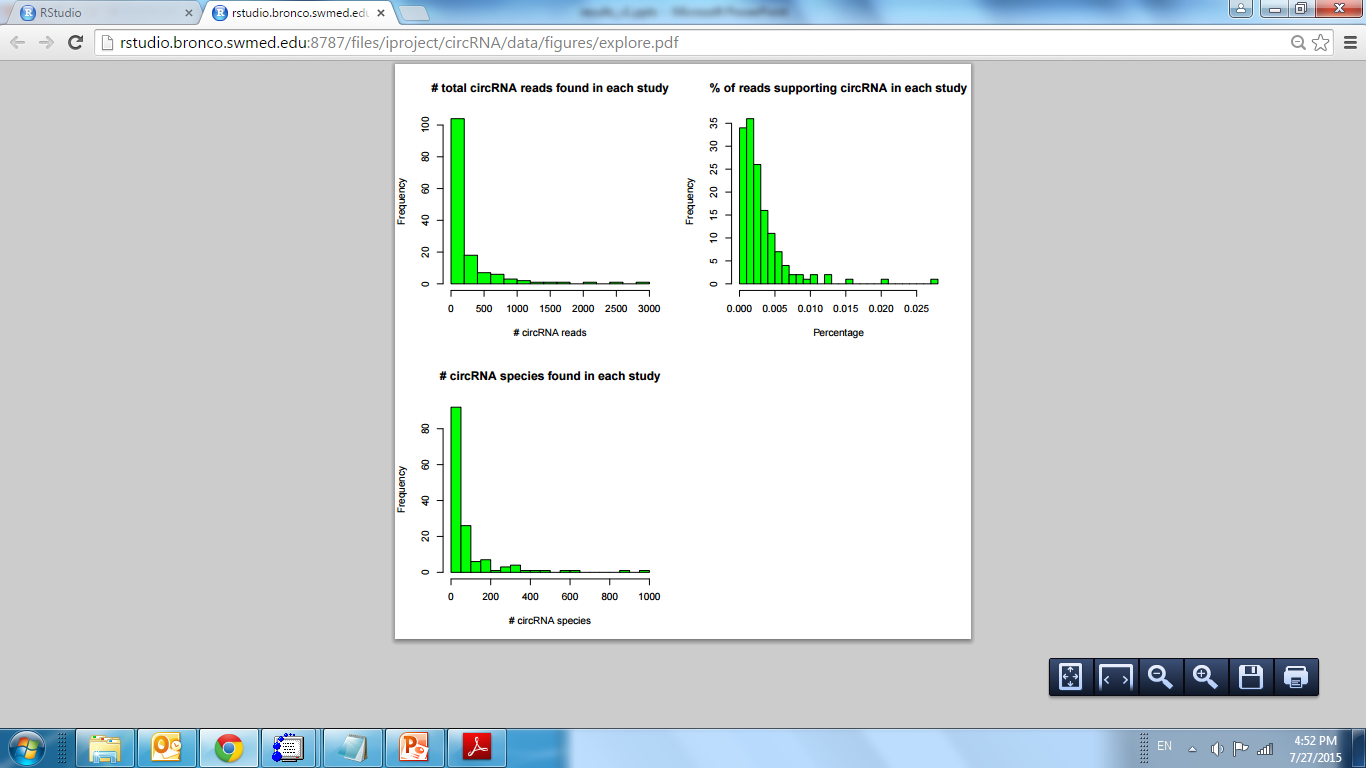 RStudio
rstudio.bronco.swmed.edu
rstudio.bronco.swmed.edu:8787/files/iproject/circRNA/data/figures/explore.pdf
# total circRNA reads found in each study
Frequency
0 20 40 60 80 100
0 500 1000 1500 2000 2500 3000
# circRNA reads
% of reads supporting circRNA in each study
Frequency
0 5 10 15 20 25 30 35
0.000 0.005 0.010 0.015 0.020 0.025
Percentage
# circRNA species found in each study
Frequency
0 20 40 60 80
0 200 400 600 800 1000
# circRNA species
EN
4:52 PM
7/27/2015